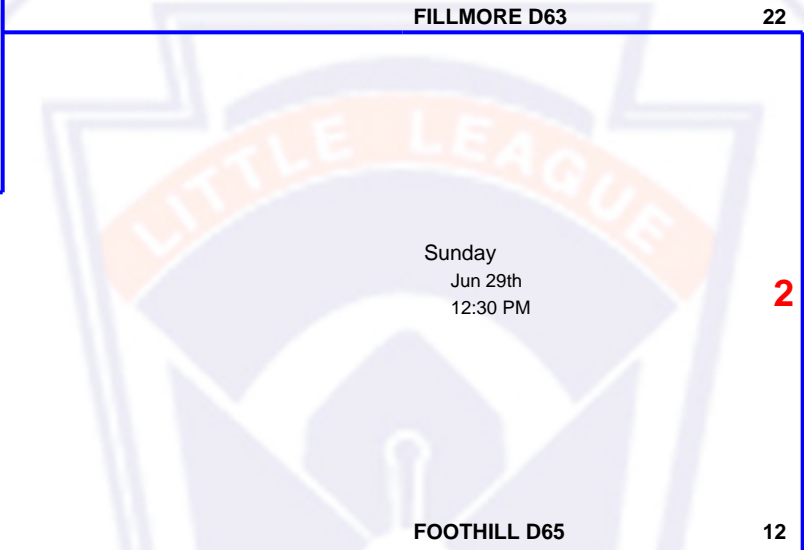 FILLMORE D63 22
LITTLE LEAGUE
Sunday
Jun 29th
12:30 PM
2
FOOTHILL D65 12